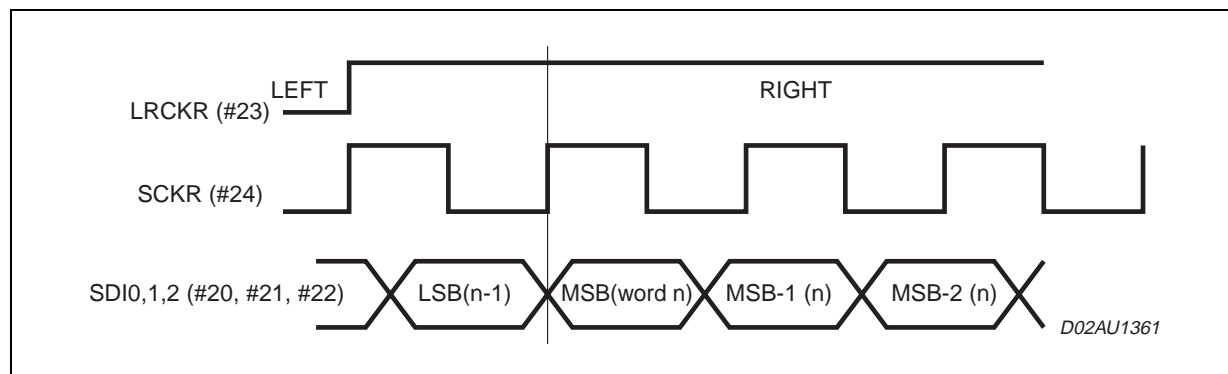 LEFT
RIGHT
LRCKR (#23)
SCKR (#24)
SDI0,1,2 (#20, #21, #22)
LSB(n-1)
MSB(word n)
MSB-1 (n)
MSB-2 (n)
D02AU1361